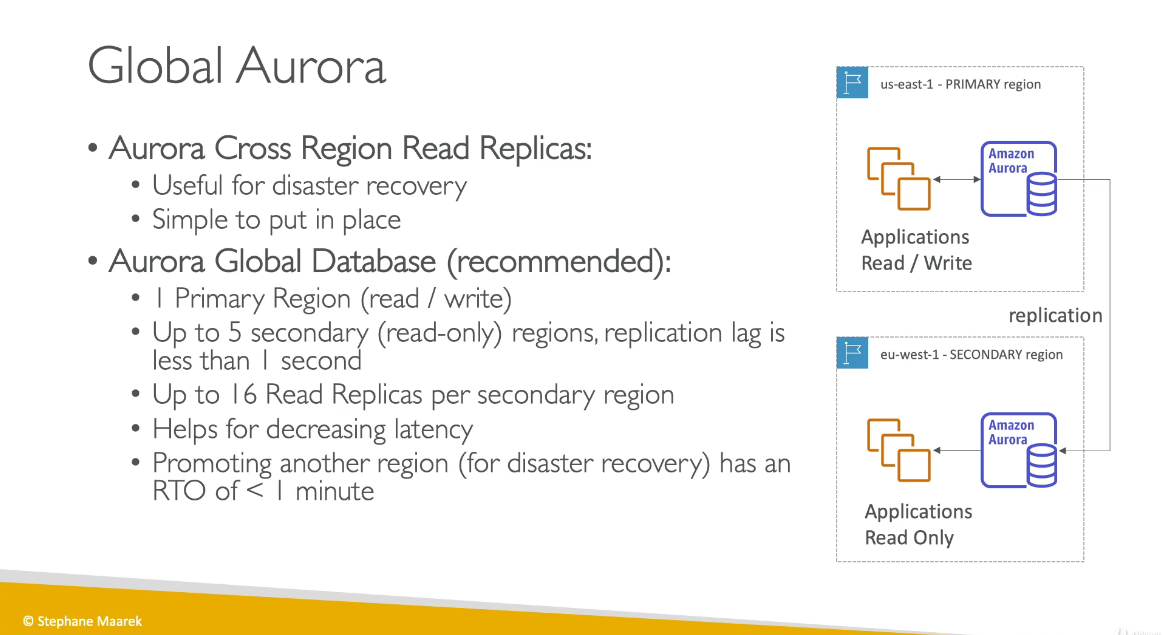 Global Aurora
• Aurora Cross Region Read Replicas:
• Useful for disaster recovery
• Simple to put in place
• Aurora Global Database (recommended):
• 1 Primary Region (read / write)
• Up to 5 secondary (read-only) regions, replication lag is
less than 1 second
• Up to 16 Read Replicas per secondary region
• Helps for decreasing latency
• Promoting another region (for disaster recovery) has an
RTO of < 1 minute
us-east-1 - PRIMARY region
Amazon
Aurora
Applications
Read / Write
replication
eu-west-1 - SECONDARY region
Amazon
Aurora
Applications
Read Only
© Stephane Maarek